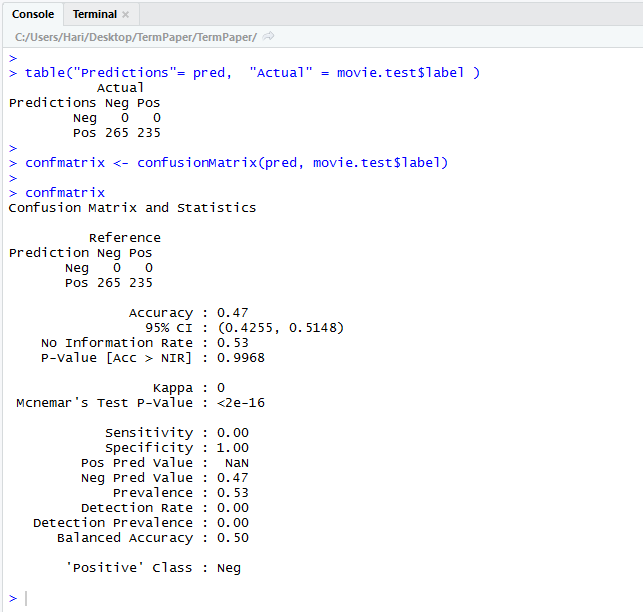 Console Terminal ×
C:/Users/Hari/Desktop/TermPaper/TermPaper/
>
> table("Predictions"= pred,  "Actual" = movie.test$label )
           Actual
Predictions Neg Pos
        Neg   0   0
        Pos 265 235
>
> confmatrix <- confusionMatrix(pred, movie.test$label)
>
> confmatrix
Confusion Matrix and Statistics

          Reference
Prediction Neg Pos
       Neg   0   0
       Pos 265 235

               Accuracy : 0.47
                 95% CI : (0.4255, 0.5148)
    No Information Rate : 0.53
    P-Value [Acc > NIR] : 0.9968

                  Kappa : 0
 Mcnemar's Test P-Value : <2e-16

            Sensitivity : 0.00
            Specificity : 1.00
         Pos Pred Value :  NaN
         Neg Pred Value : 0.47
             Prevalence : 0.53
         Detection Rate : 0.00
   Detection Prevalence : 0.00
      Balanced Accuracy : 0.50

       'Positive' Class : Neg

>